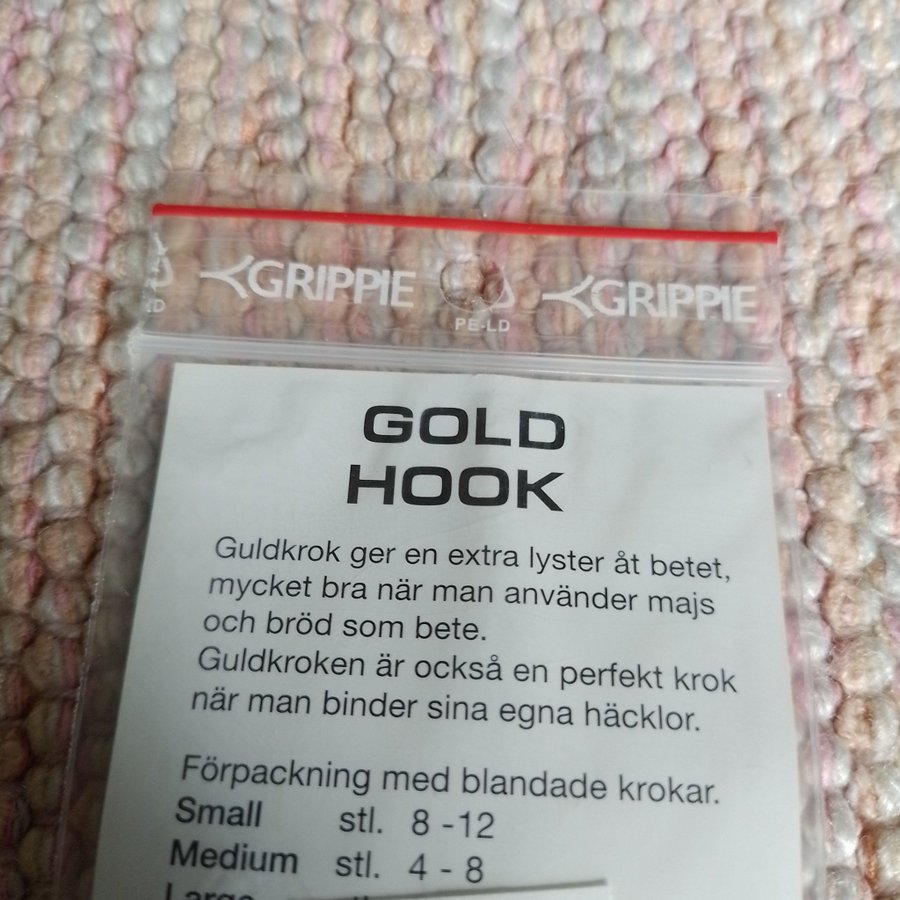 GRIPPIE GRIPPIE
PE-LD
GOLD
HOOK
Guldkrok ger en extra lyster åt betet,
mycket bra när man använder majs
och bröd som bete.
Guldkroken är också en perfekt krok
när man binder sina egna häcklor.
Förpackning med blandade krokar.
Small stl. 8 - 12
Medium stl. 4 - 8
Large